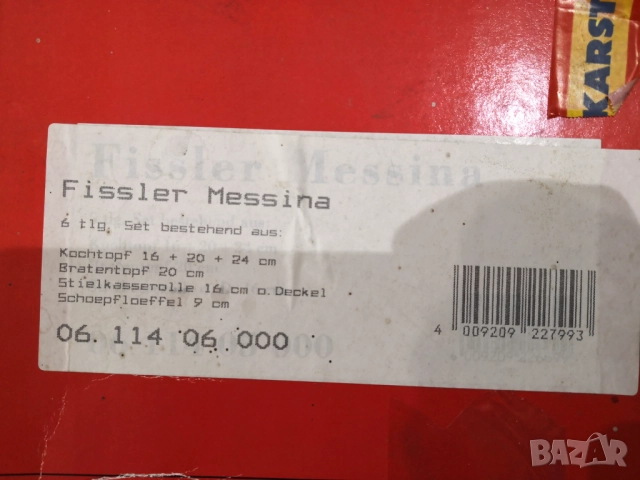 KARST
Fissler Messina
Fissler Messina
6 tlg. Set bestehend aus:
Kochtopf 16 + 20 + 24 cm
Bratentopf 20 cm
Stielkasserolle 16 cm o.Deckel
Schoepfloeffel 9 cm
06. 114 06 000
4 009209 227993
BAZAR